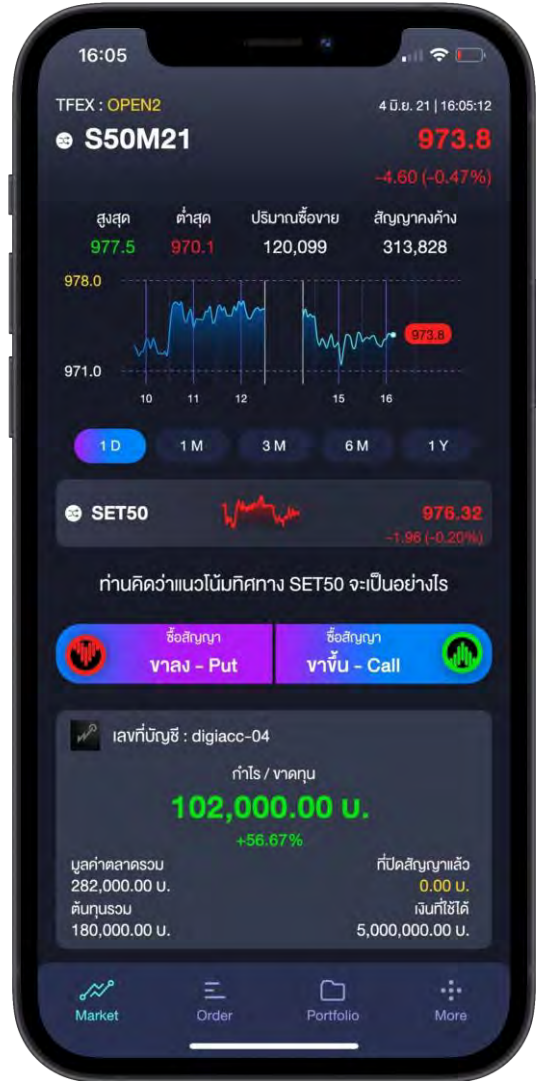 16:05
TFEX : OPEN2
4 มิ.ย. 21 | 16:05:12
S50M21
973.8
-4.60 (-0.47%)
สูงสุด ต่ำสุด ปริมาณซื้อขาย สัญญาคงค้าง
977.5 970.1 120,099 313,828
978.0
973.8
971.0
10 11 12 15 16
1 D 1 M 3 M 6 M 1 Y
SET50
976.32
-1.96 (-0.20%)
ท่านคิดว่าแนวโน้มทิศทาง SET50 จะเป็นอย่างไร
ซื้อสัญญา ซื้อสัญญา
ขาลง - Put ขาขึ้น - Call
เลขที่บัญชี : digiacc-04
กำไร / ขาดทุน
102,000.00 บ.
+56.67%
มูลค่าตลาดรวม ที่ปิดสัญญาแล้ว
282,000.00 บ. 0.00 บ.
ต้นทุนรวม เงินที่ใช้ได้
180,000.00 บ. 5,000,000.00 บ.
Market Order Portfolio More